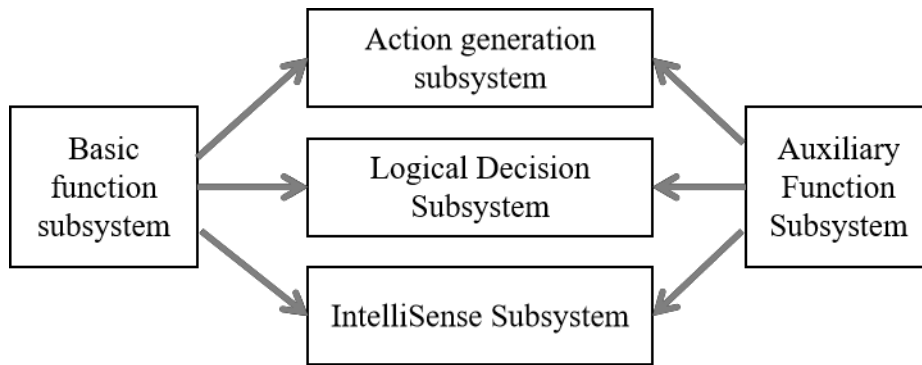 Action generation
subsystem
Basic
function
subsystem
Logical Decision
Subsystem
Auxiliary
Function
Subsystem
IntelliSense Subsystem